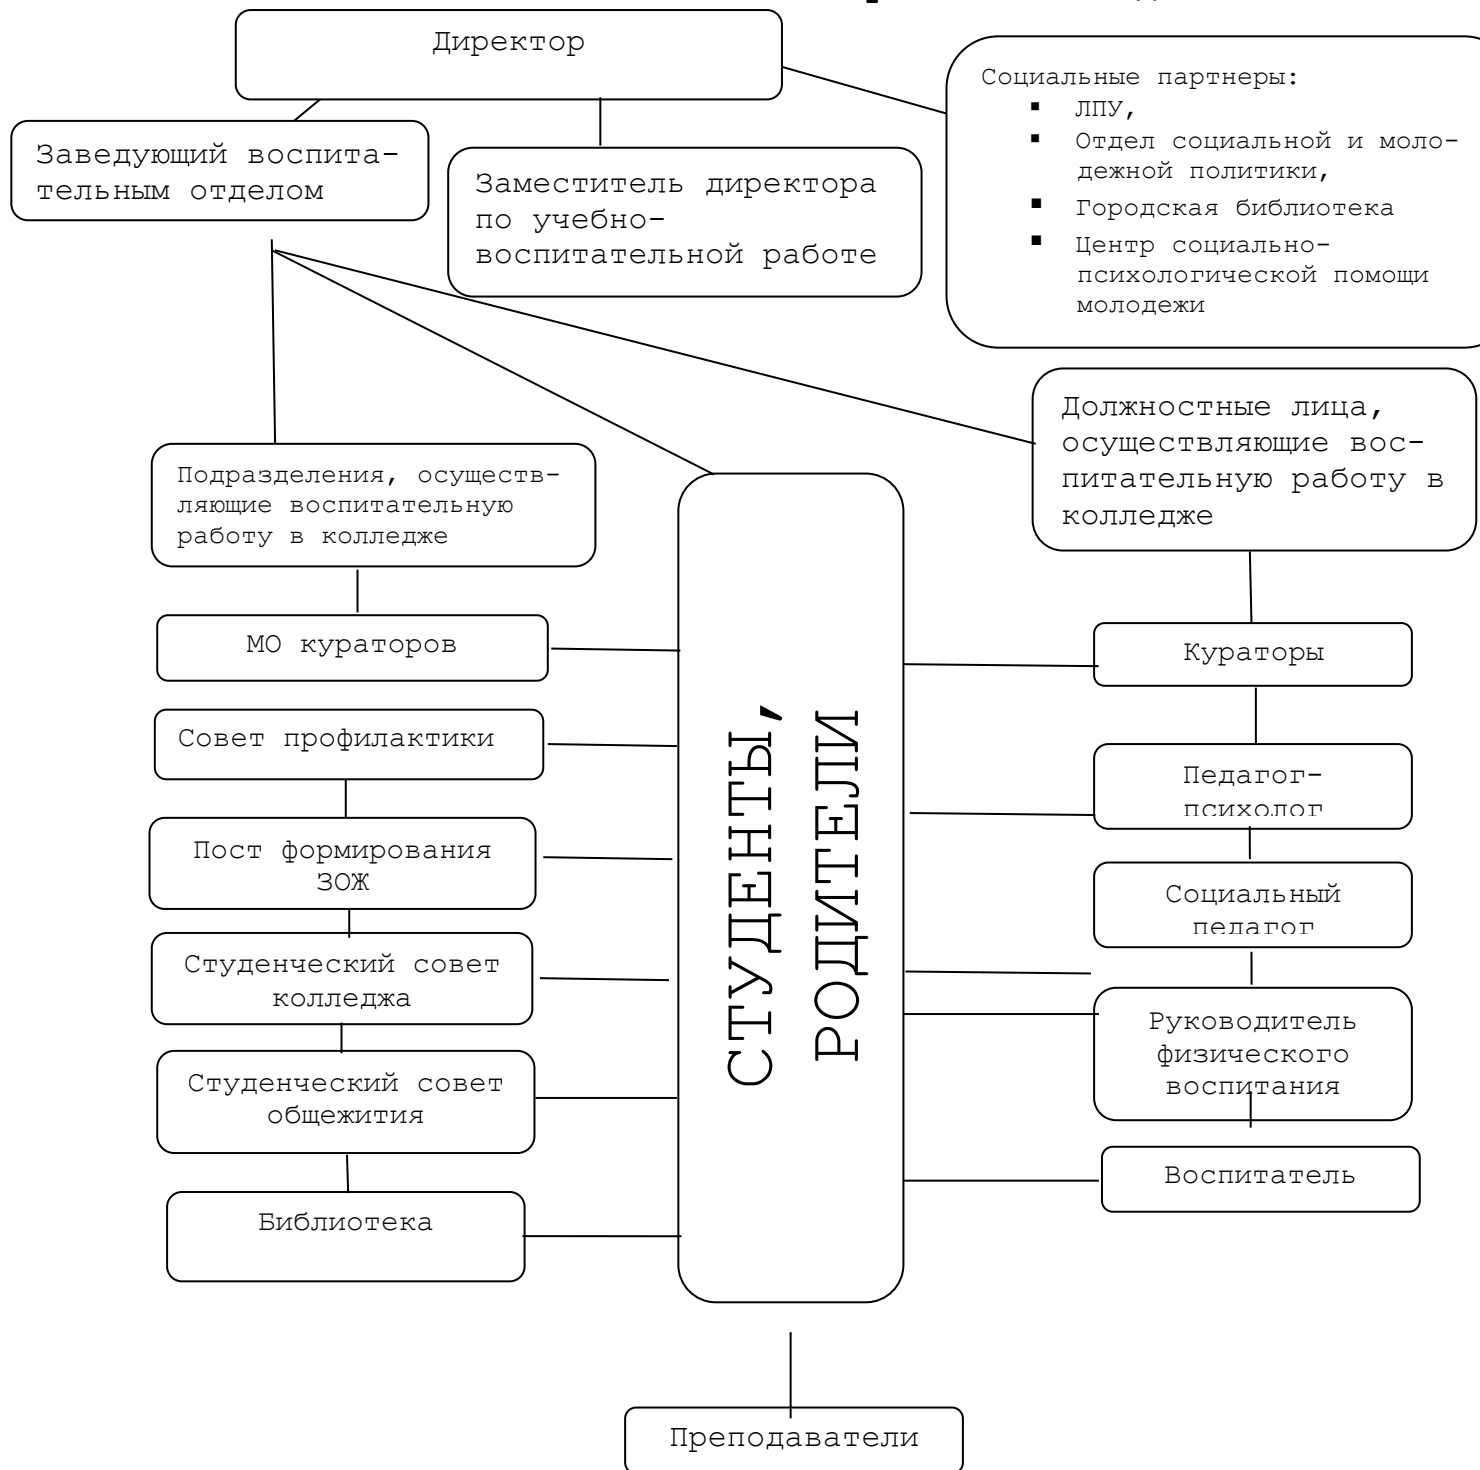 Директор
Социальные партнеры:
▪ ЛПУ,
▪ Отдел социальной и моло-
дежной политики,
▪ Городская библиотека
▪ Центр социально-
психологической помощи
молодежи
Заведующий воспита-
тельным отделом
Заместитель директора
по учебно-
воспитательной работе
Должностные лица,
осуществляющие вос-
питательную работу в
колледже
Подразделения, осуществ-
ляющие воспитательную
работу в колледже
МО кураторов
Совет профилактики
Пост формирования
ЗОЖ
Студенческий совет
колледжа
Студенческий совет
общежития
Библиотека
СТУДЕНТЫ,
РОДИТЕЛИ
Кураторы
Педагог-
психолог
Социальный
педагог
Руководитель
физического
воспитания
Воспитатель
Преподаватели